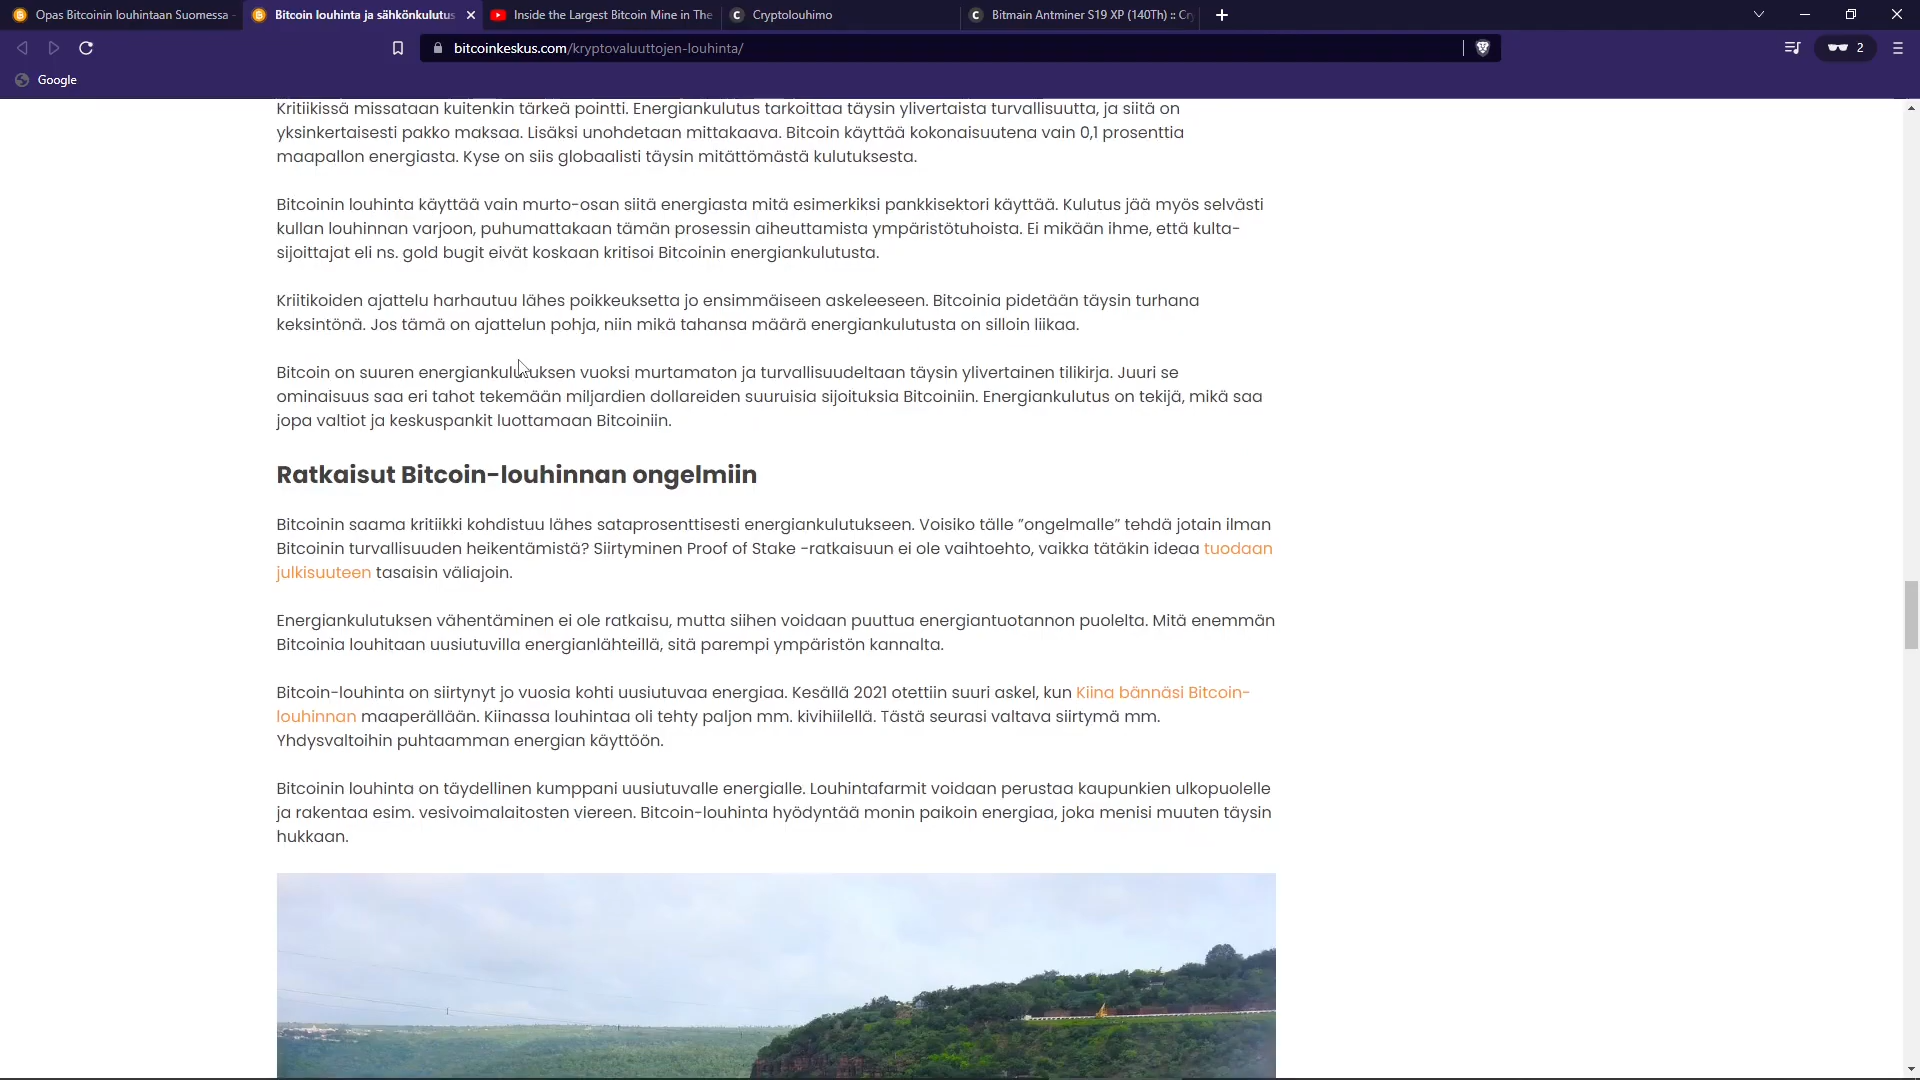 Opas Bitcoinin louhintaan Suomessa -
Bitcoin louhinta ja sähkönkulutus
Inside the Largest Bitcoin Mine in The
Cryptolouhimo
Bitmain Antminer S19 XP (140Th) :: Cr
bitcoinkeskus.com/kryptovaluuttojen-louhinta/
2
Google
Kritiikissä missataan kuitenkin tärkeä pointti. Energiankulutus tarkoittaa täysin ylivertaista turvallisuutta, ja siitä on
yksinkertaisesti pakko maksaa. Lisäksi unohdetaan mittakaava. Bitcoin käyttää kokonaisuutena vain 0,1 prosenttia
maapallon energiasta. Kyse on siis globaalisti täysin mitättömästä kulutuksesta.
Bitcoinin louhinta käyttää vain murto-osan siitä energiasta mitä esimerkiksi pankkisektori käyttää. Kulutus jää myös selvästi
kullan louhinnan varjoon, puhumattakaan tämän prosessin aiheuttamista ympäristötuhoista. Ei mikään ihme, että kulta-
sijoittajat eli ns. gold bugit eivät koskaan kritisoi Bitcoinin energiankulutusta.
Kriitikoiden ajattelu harhautuu lähes poikkeuksetta jo ensimmäiseen askeleeseen. Bitcoinia pidetään täysin turhana
keksintönä. Jos tämä on ajattelun pohja, niin mikä tahansa määrä energiankulutusta on silloin liikaa.
Bitcoin on suuren energiankulutuksen vuoksi murtamaton ja turvallisuudeltaan täysin ylivertainen tilikirja. Juuri se
ominaisuus saa eri tahot tekemään miljardien dollareiden suuruisia sijoituksia Bitcoiniin. Energiankulutus on tekijä, mikä saa
jopa valtiot ja keskuspankit luottamaan Bitcoiniin.
Ratkaisut Bitcoin-louhinnan ongelmiin
Bitcoinin saama kritiikki kohdistuu lähes sataprosenttisesti energiankulutukseen. Voisiko tälle ”ongelmalle” tehdä jotain ilman
Bitcoinin turvallisuuden heikentämistä? Siirtyminen Proof of Stake -ratkaisuun ei ole vaihtoehto, vaikka tätäkin ideaa tuodaan
julkisuuteen tasaisin väliajoin.
Energiankulutuksen vähentäminen ei ole ratkaisu, mutta siihen voidaan puuttua energiantuotannon puolelta. Mitä enemmän
Bitcoinia louhitaan uusiutuvilla energianlähteillä, sitä parempi ympäristön kannalta.
Bitcoin-louhinta on siirtynyt jo vuosia kohti uusiutuvaa energiaa. Kesällä 2021 otettiin suuri askel, kun Kiina bännäsi Bitcoin-
louhinnan maaperällään. Kiinassa louhintaa oli tehty paljon mm. kivihiilellä. Tästä seurasi valtava siirtymä mm.
Yhdysvaltoihin puhtaamman energian käyttöön.
Bitcoinin louhinta on täydellinen kumppani uusiutuvalle energialle. Louhintafarmit voidaan perustaa kaupunkien ulkopuolelle
ja rakentaa esim. vesivoimalaitosten viereen. Bitcoin-louhinta hyödyntää monin paikoin energiaa, joka menisi muuten täysin
hukkaan.